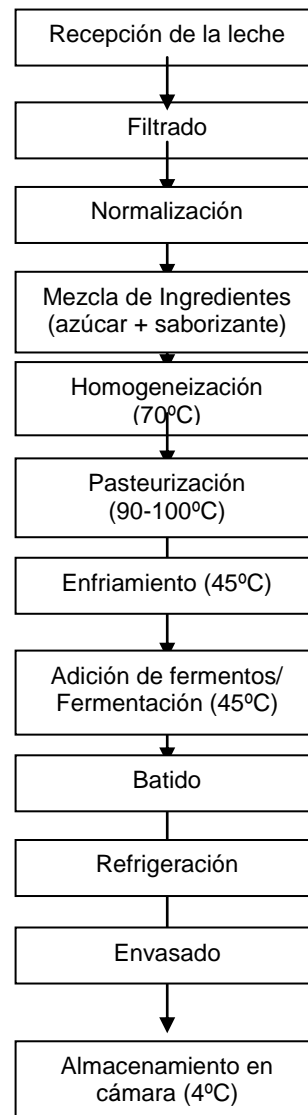 Recepción de la leche
Filtrado
Normalización
Mezcla de Ingredientes
(azúcar + saborizante)
Homogeneización
(70ºC)
Pasteurización
(90-100ºC)
Enfriamiento (45ºC)
Adición de fermentos/
Fermentación (45ºC)
Batido
Refrigeración
Envasado
Almacenamiento en
cámara (4ºC)